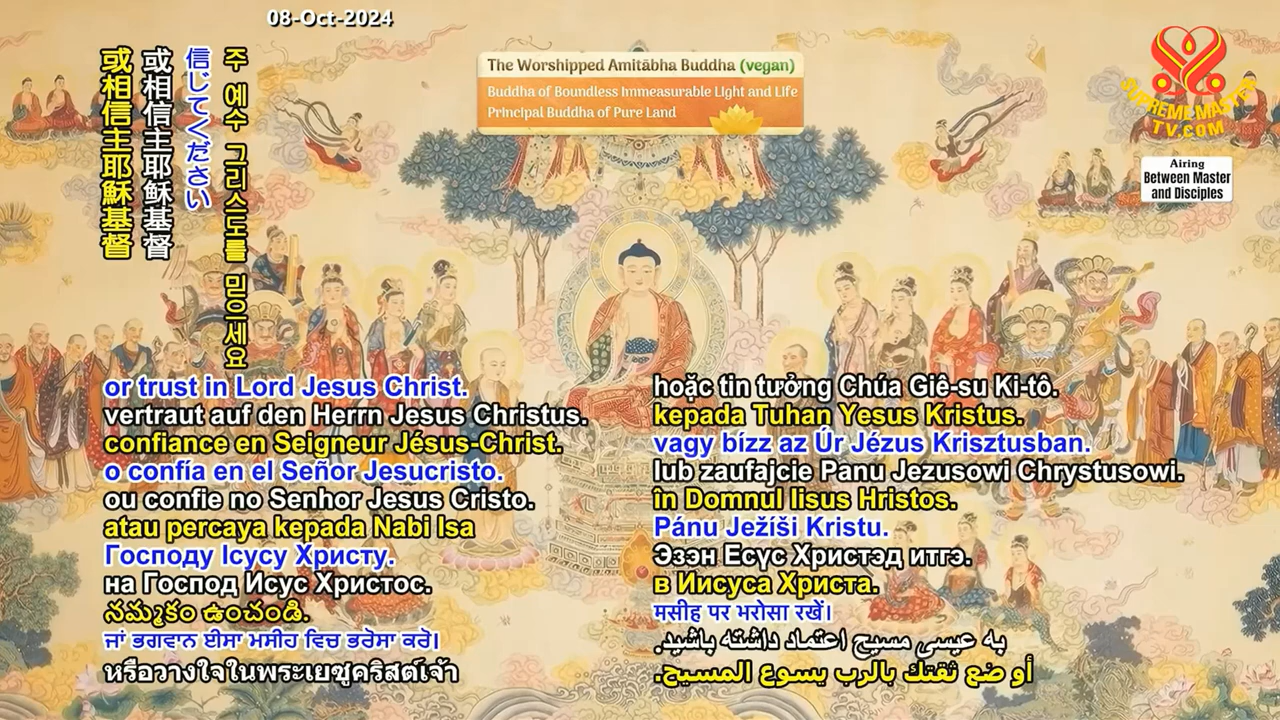 08-Oct-2024
The Worshipped Amitābha Buddha (vegan)
Buddha of Boundless Immeasurable Light and Life
Principal Buddha of Pure Land
SUPREME MASTER
TV.COM
Airing
Between Master
and Disciples
或相信主耶穌基督
或相信主耶稣基督
信じてください
주 예수 그리스도를 믿으세요
or trust in Lord Jesus Christ.
vertraut auf den Herrn Jesus Christus.
confiance en Seigneur Jésus-Christ.
o confía en el Señor Jesucristo.
ou confie no Senhor Jesus Cristo.
atau percaya kepada Nabi Isa
Господу Ісусу Христу.
на Господ Исус Христос.
నమ్మకం ఉంచండి.
ਜਾਂ ਭਗਵਾਨ ਈਸਾ ਮਸੀਹ ਵਿਚ ਭਰੋਸਾ ਕਰੋ।
หรือวางใจในพระเยซูคริสต์เจ้า
hoặc tin tưởng Chúa Giê-su Ki-tô.
kepada Tuhan Yesus Kristus.
vagy bízz az Úr Jézus Krisztusban.
lub zaufajcie Panu Jezusowi Chrystusowi.
în Domnul Iisus Hristos.
Pánu Ježíši Kristu.
Эзэн Есүс Христэд итгэ.
в Иисуса Христа.
मसीह पर भरोसा रखें।
به عیسی مسیح اعتماد داشته باشید.
أو ضع ثقتك بالرب يسوع المسيح.